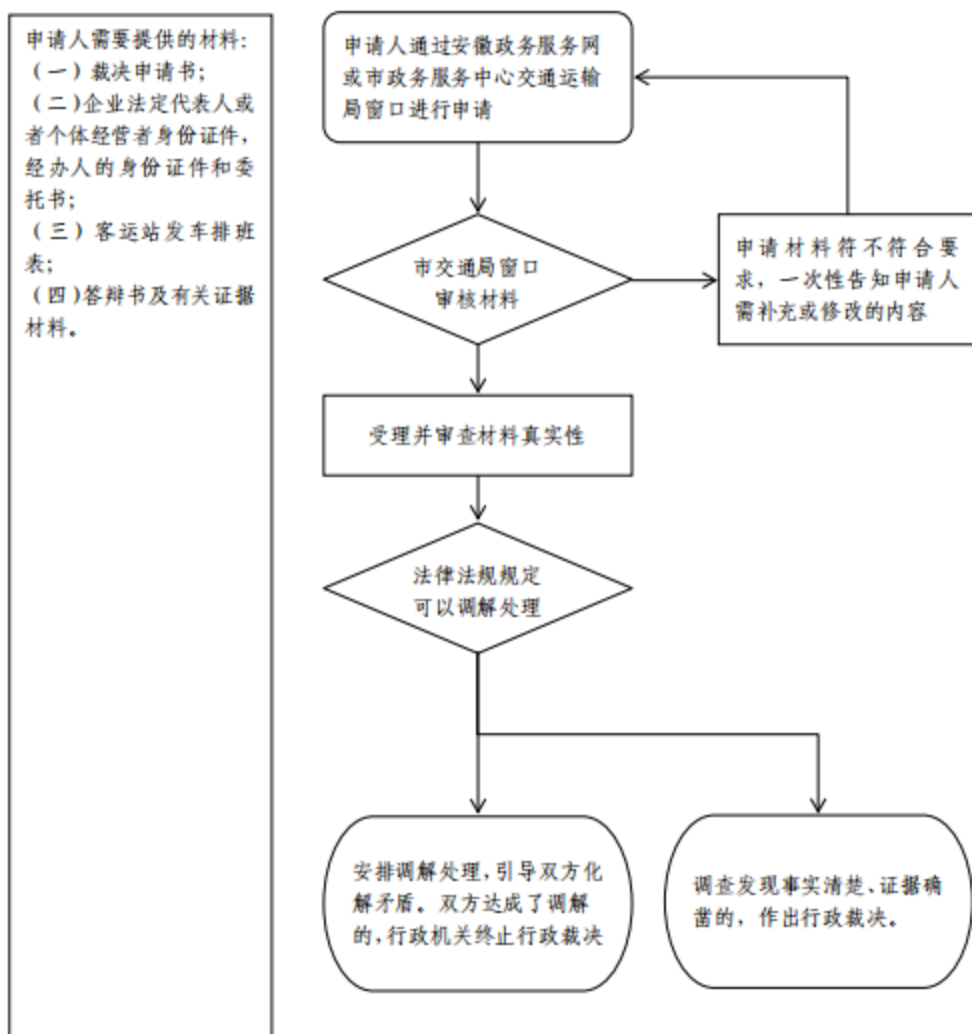 申请人需要提供的材料:
（一）裁决申请书;
（二)企业法定代表人或
者个体经营者身份证件,
经办人的身份证件和委
托书;
（三）客运站发车排班
表;
（四)答辩书及有关证据
材料。
申请人通过安徽政务服务网
或市政务服务中心交通运输
局窗口进行申请
市交通局窗口
审核材料
申请材料符不符合要
求，一次性告知申请人
需补充或修改的内容
受理并审查材料真实性
法律法规规定
可以调解处理
安排调解处理,引导双方化
解矛盾。双方达成了调解
的,行政机关终止行政裁决
调查发现事实清楚、证据确
凿的，作出行政裁决。